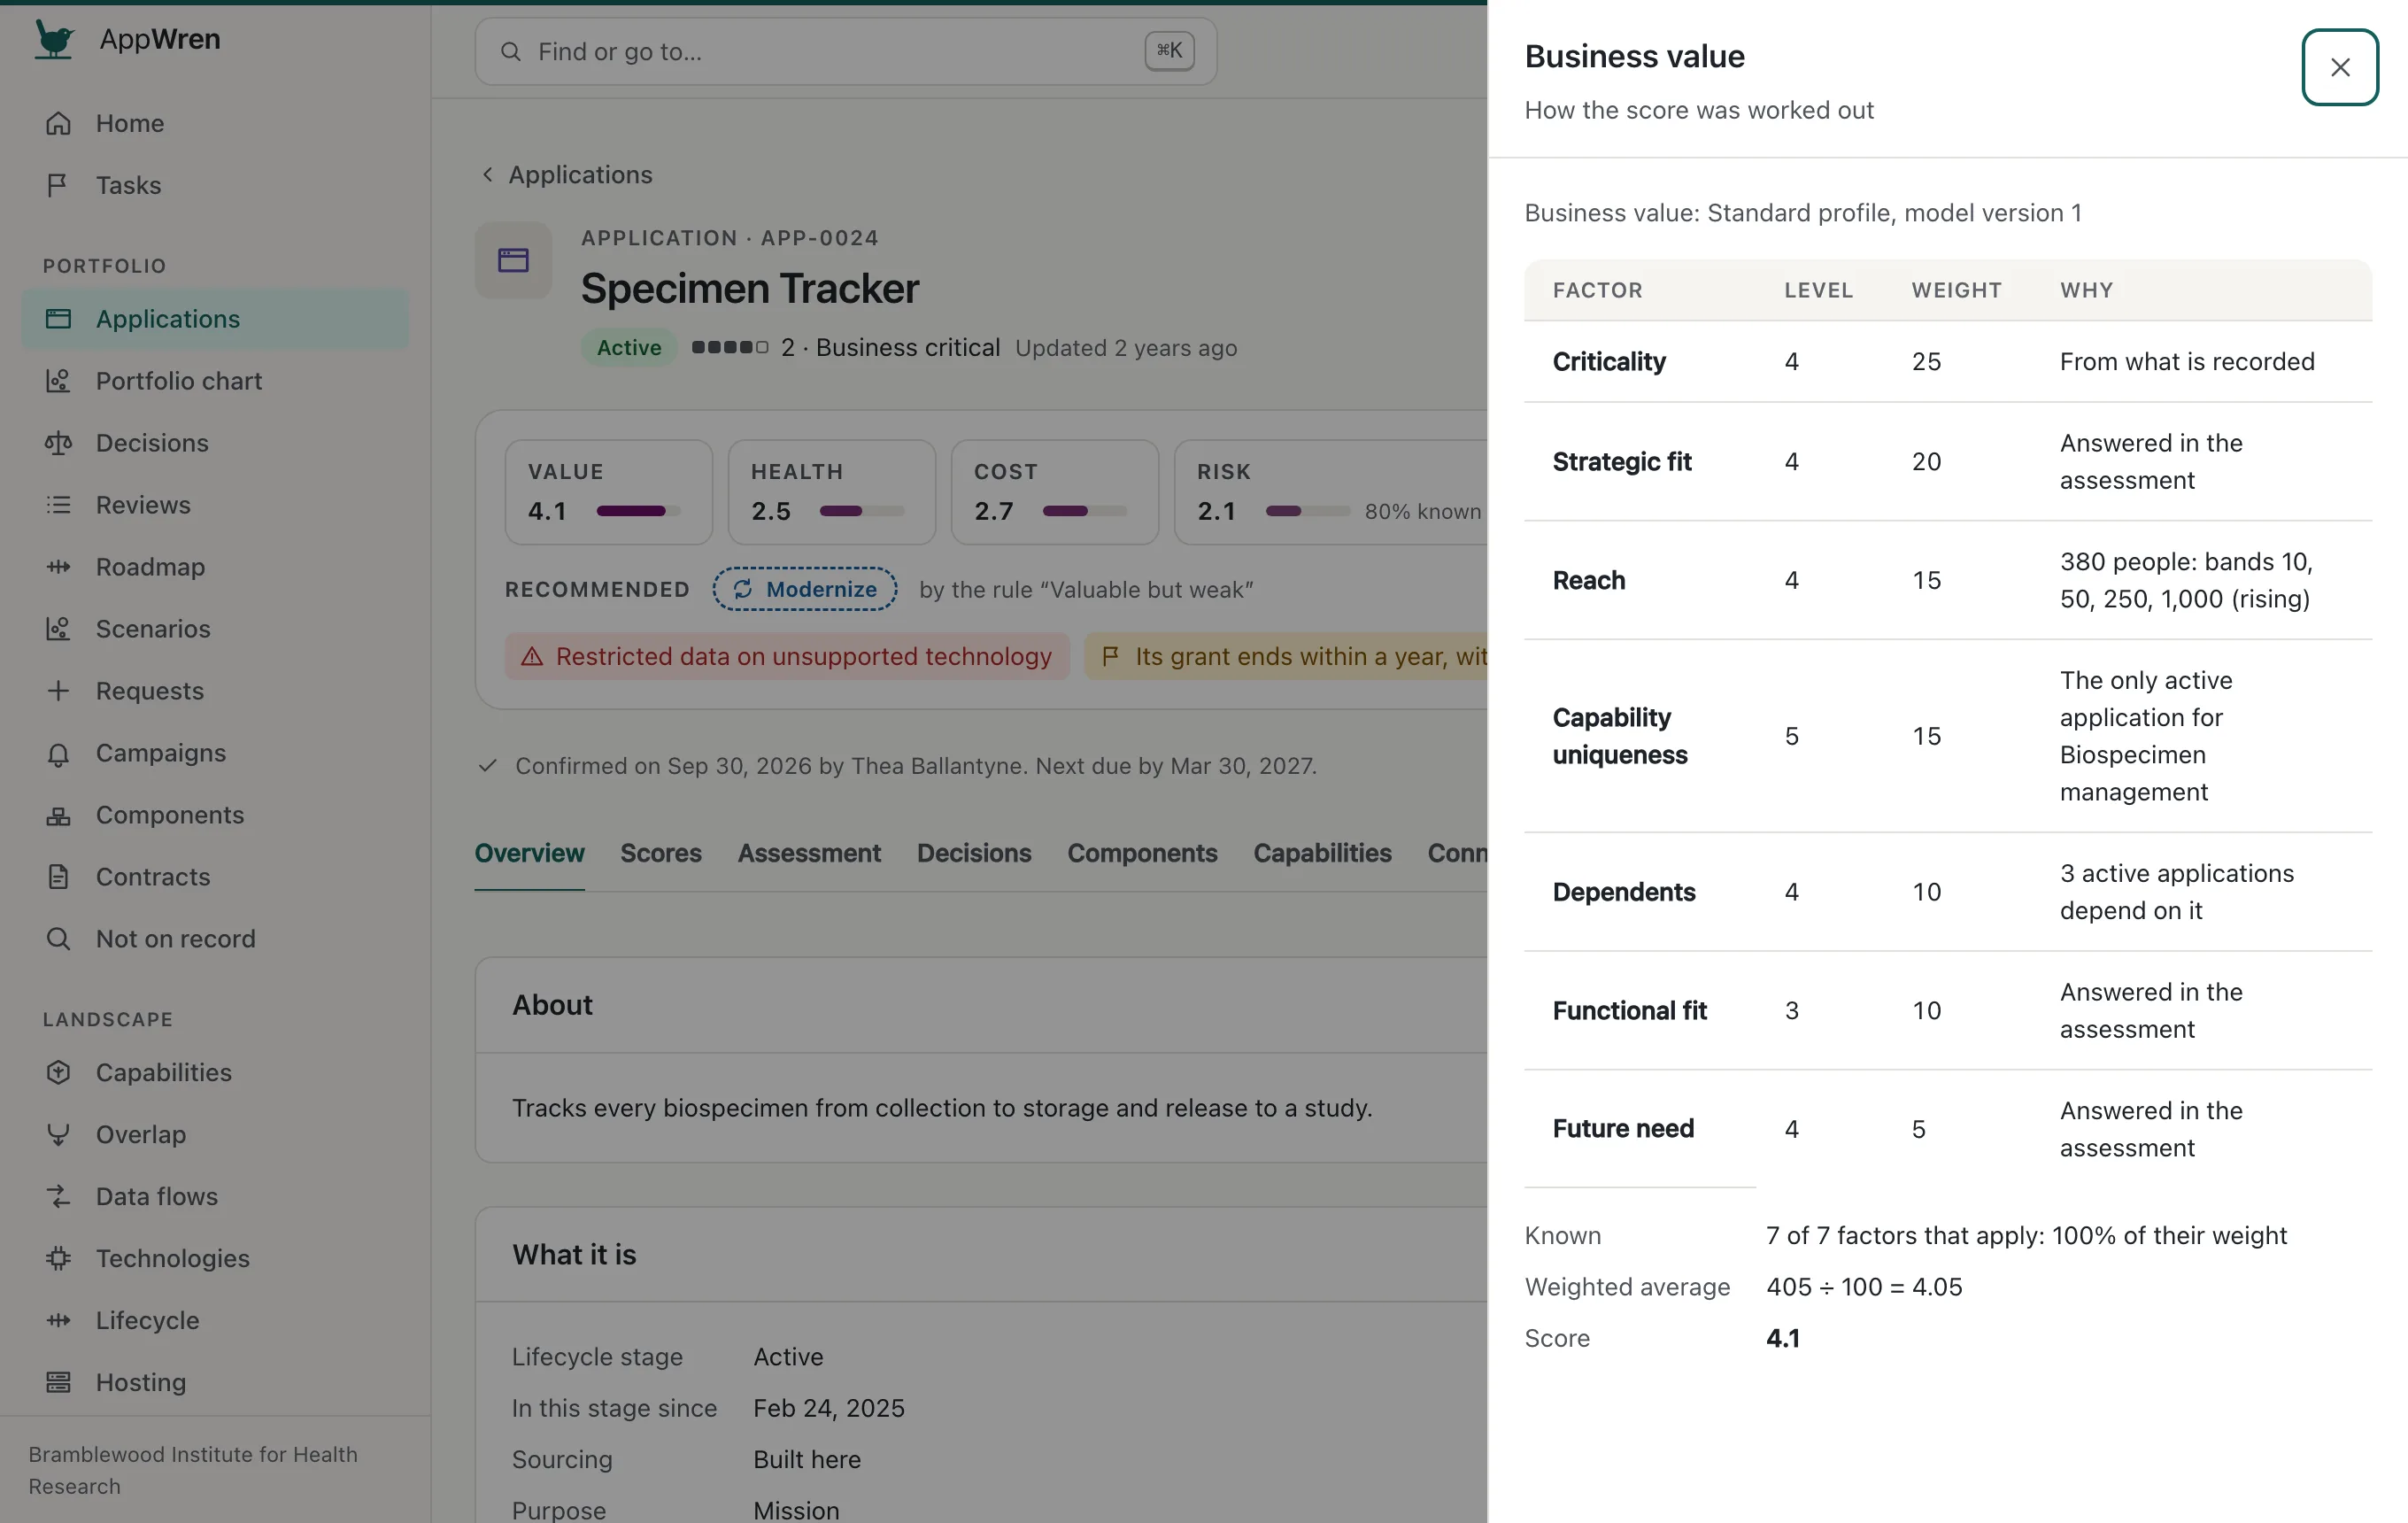 AppWren
Home
Tasks
PORTFOLIO
Applications
Portfolio chart
Decisions
Reviews
Roadmap
Scenarios
Requests
Campaigns
Components
Contracts
Not on record
LANDSCAPE
Capabilities
Overlap
Data flows
Technologies
Lifecycle
Hosting
Bramblewood Institute for Health
Research
Find or go to...
⌘K
Applications
APPLICATION · APP-0024
Specimen Tracker
Active 2 · Business critical Updated 2 years ago
VALUE
4.1
HEALTH
2.5
COST
2.7
RISK
2.1 80% known
RECOMMENDED Modernize by the rule “Valuable but weak”
Restricted data on unsupported technology
Its grant ends within a year,
Confirmed on Sep 30, 2026 by Thea Ballantyne. Next due by Mar 30, 2027.
Overview Scores Assessment Decisions Components Capabilities
About
Tracks every biospecimen from collection to storage and release to a study.
What it is
Lifecycle stage Active
In this stage since Feb 24, 2025
Sourcing Built here
Purpose Mission
Business value
How the score was worked out
Business value: Standard profile, model version 1
FACTOR LEVEL WEIGHT WHY
Criticality 4 25 From what is recorded
Strategic fit 4 20 Answered in the
assessment
Reach 4 15 380 people: bands 10,
50, 250, 1,000 (rising)
Capability
uniqueness 5 15 The only active
application for
Biospecimen
management
Dependents 4 10 3 active applications
depend on it
Functional fit 3 10 Answered in the
assessment
Future need 4 5 Answered in the
assessment
Known 7 of 7 factors that apply: 100% of their weight
Weighted average 405 ÷ 100 = 4.05
Score 4.1